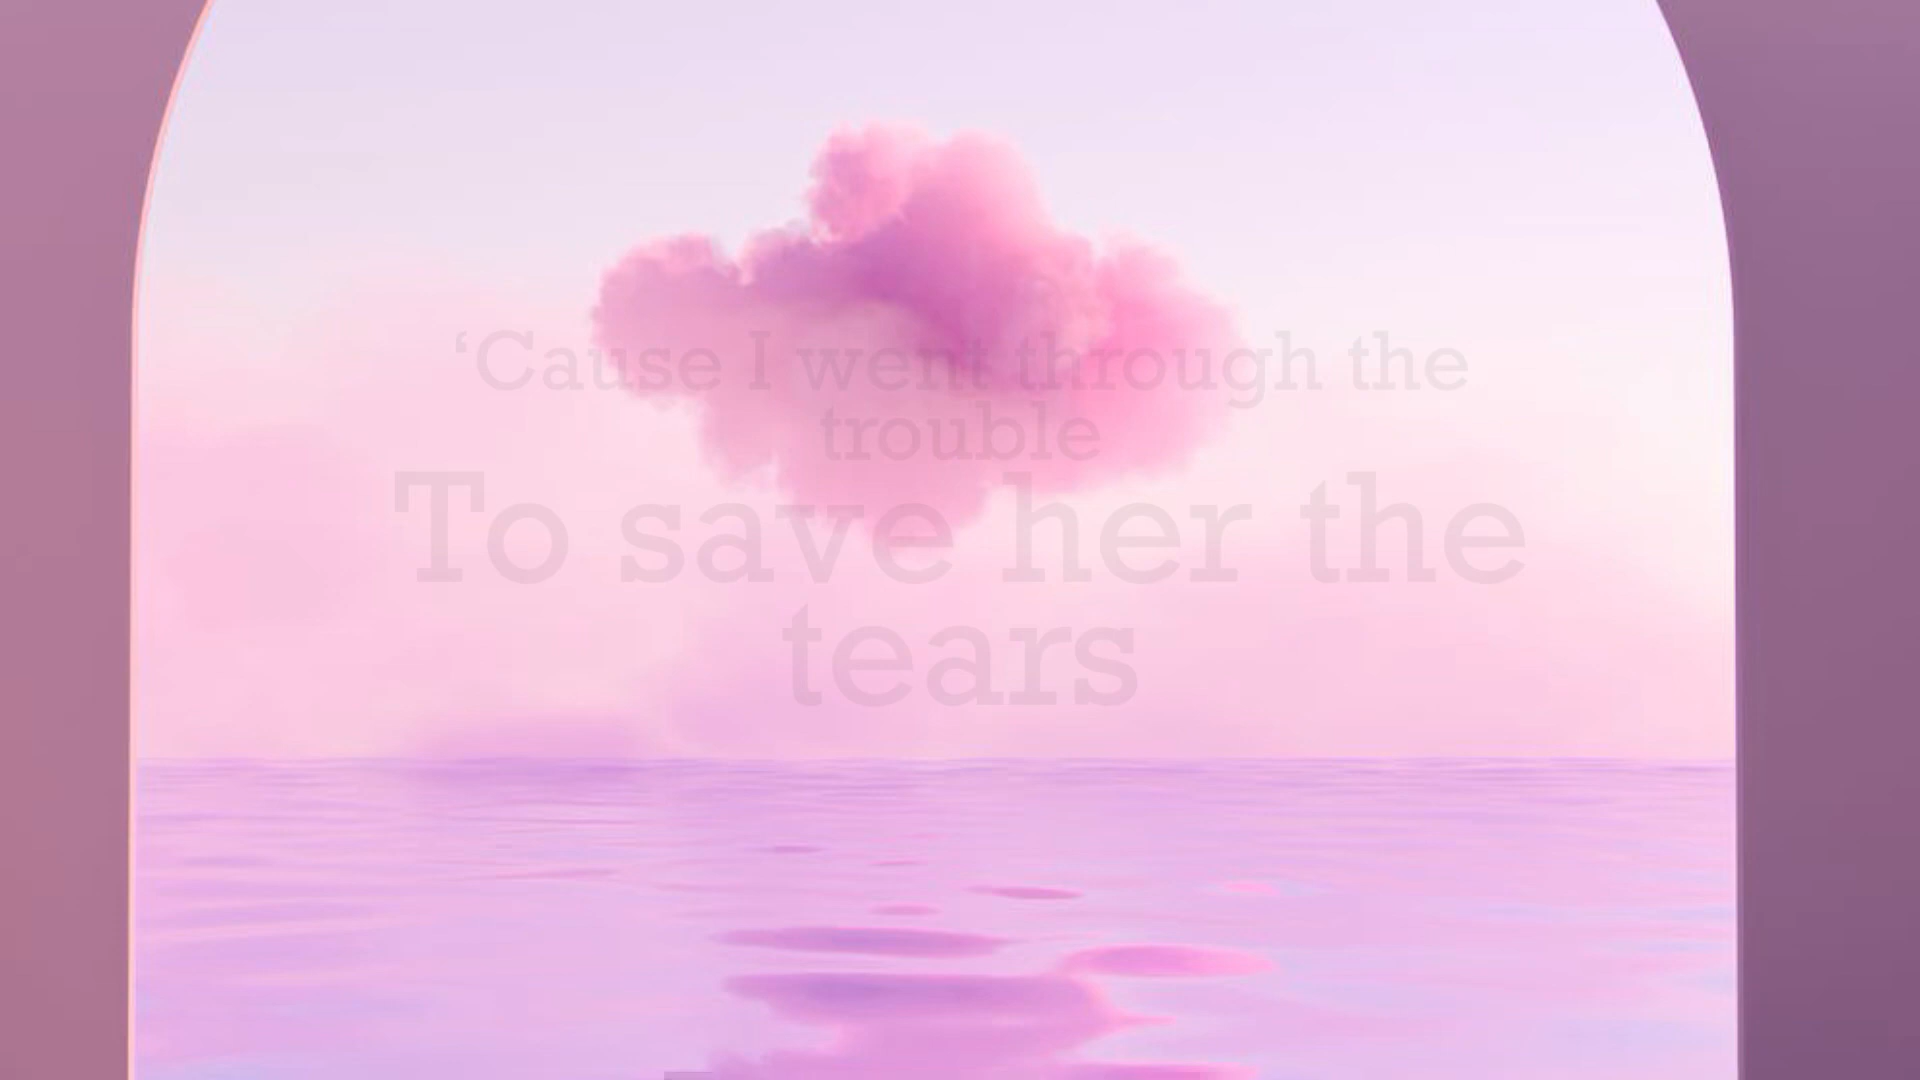 ‘Cause I went through the
trouble
To save her the
tears